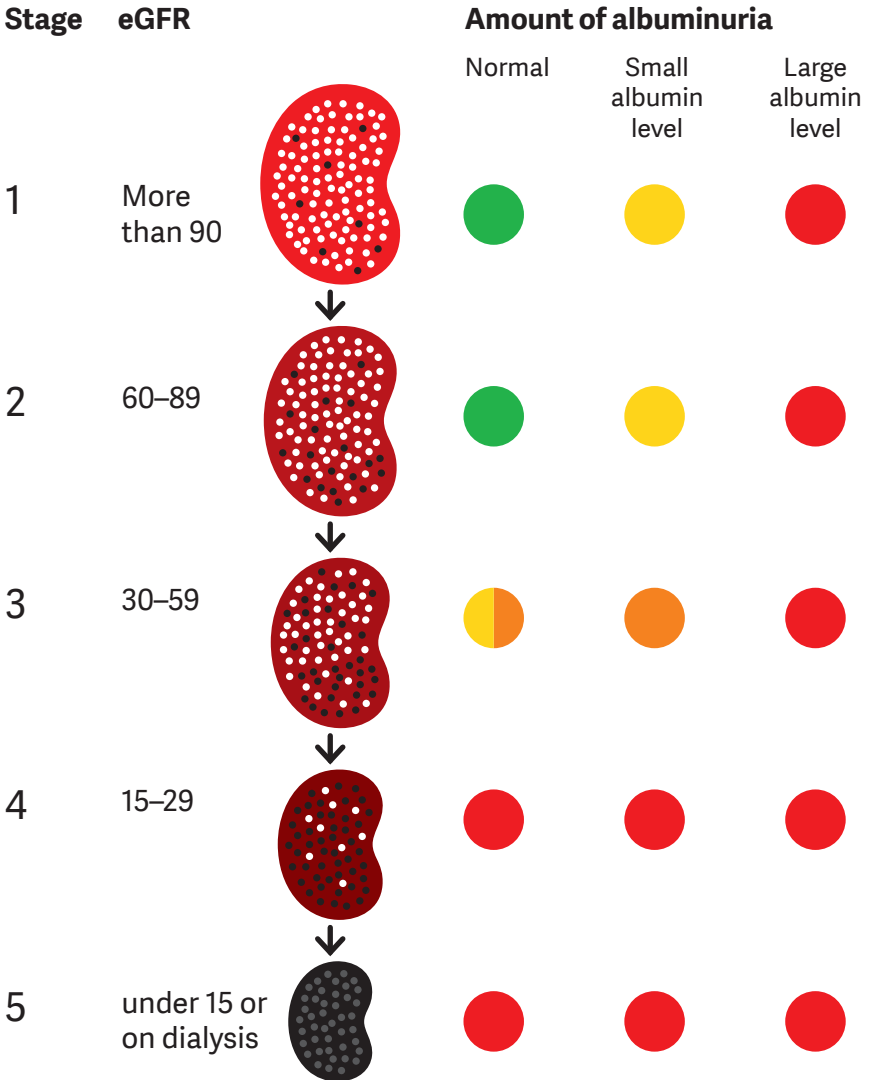 Stage eGFR Amount of albuminuria
Normal Small albumin level Large albumin level
1 More than 90
2 60–89
3 30–59
4 15–29
5 under 15 or on dialysis